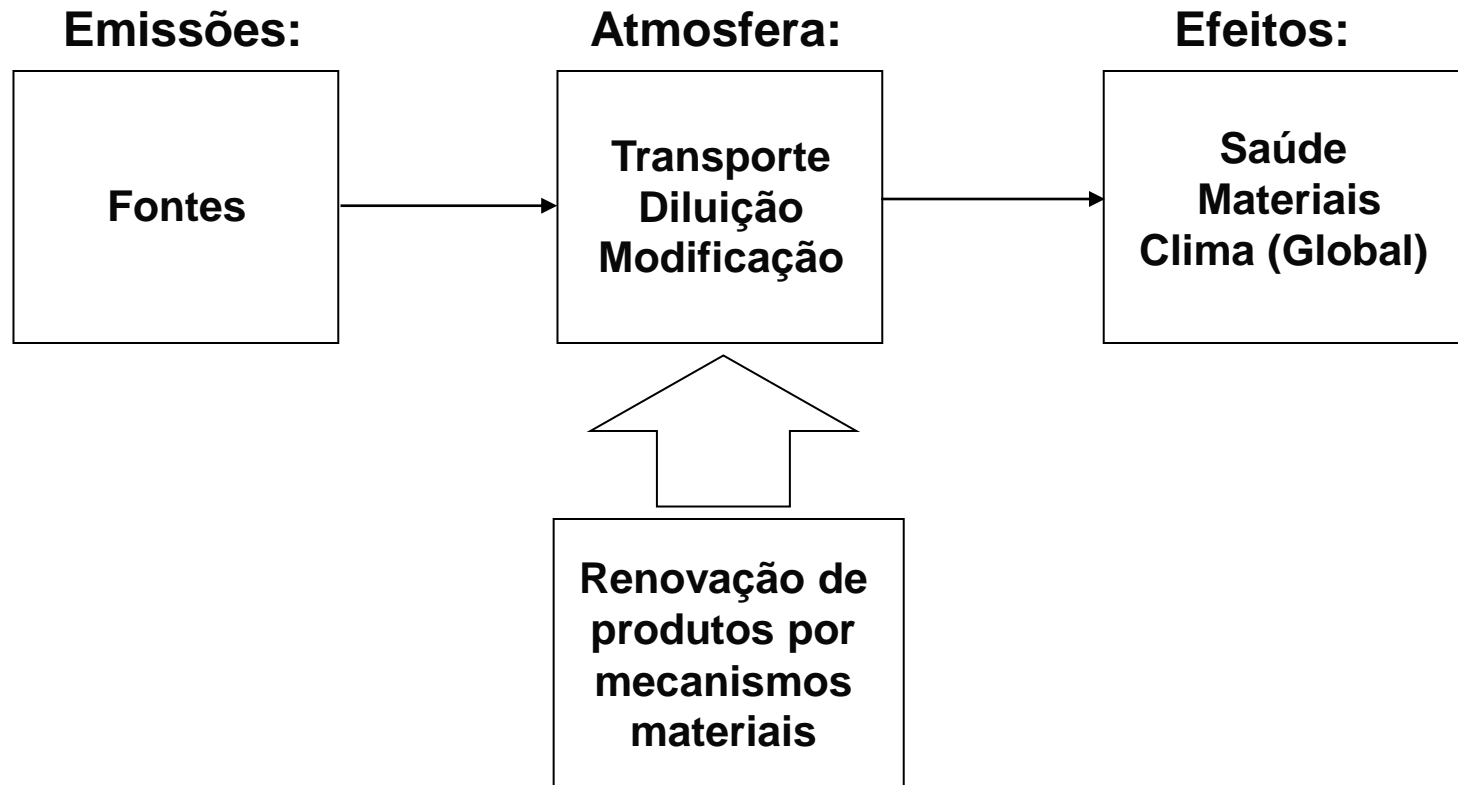 Emissões:
Atmosfera:
Efeitos:
Fontes
Transporte
Diluição
Modificação
Saúde
Materiais
Clima (Global)
Renovação de
produtos por
mecanismos
materiais